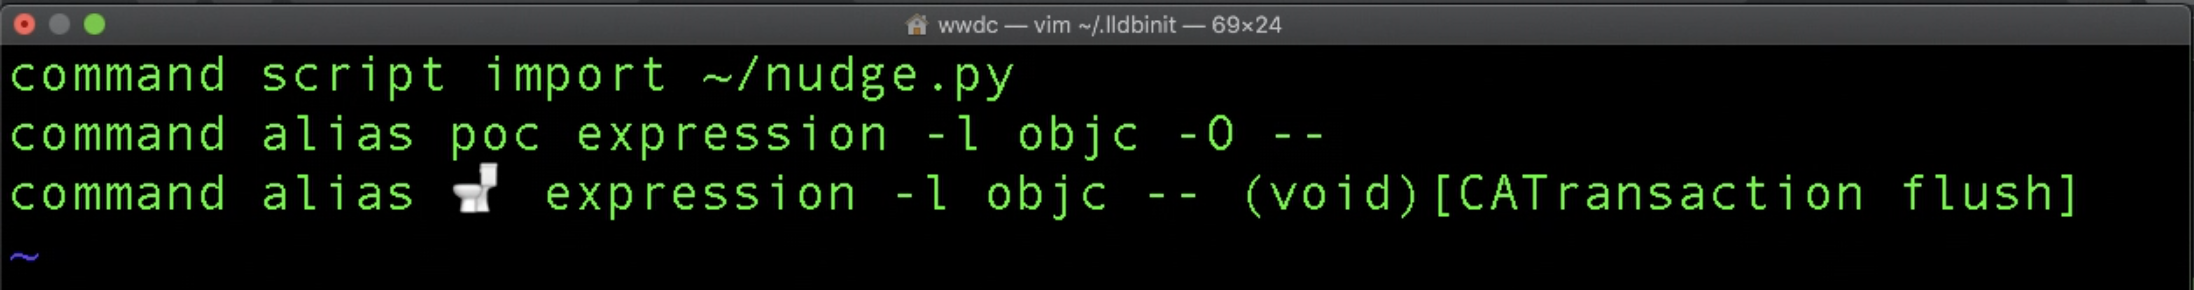 wwdc — vim ~/.lldbinit — 69×24
command script import ~/nudge.py
command alias poc expression -l objc -O --
command alias 🚽 expression -l objc -- (void)[CATransaction flush]
~